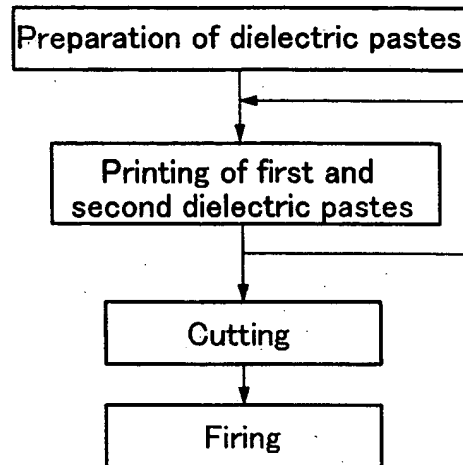 Preparation of dielectric pastes
Printing of first and
second dielectric pastes
Cutting
Firing